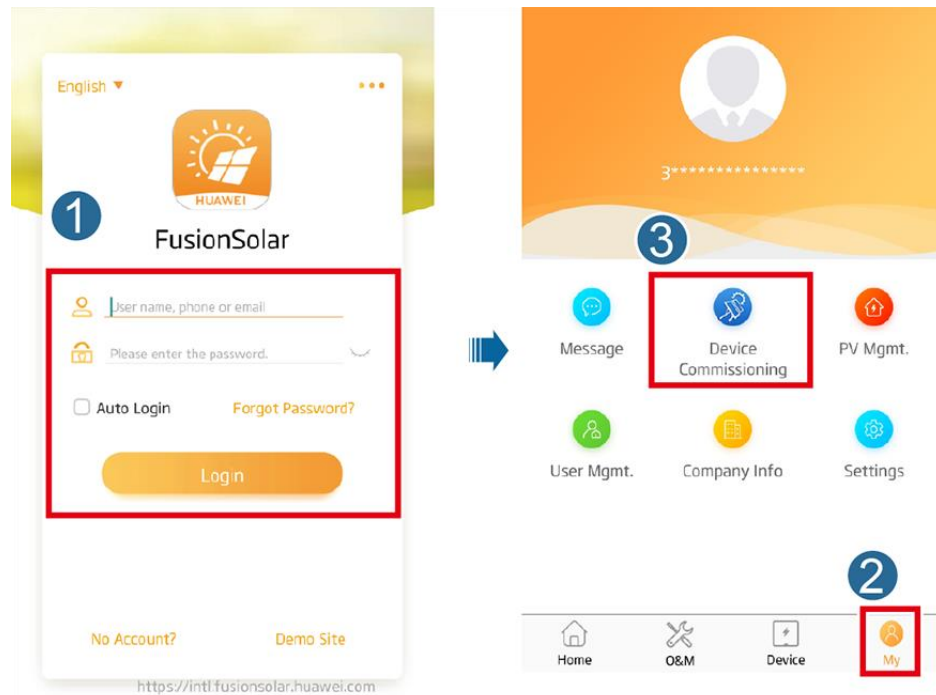 English
HUAWEI
1
FusionSolar
User name, phone or email
Please enter the password.
Auto Login Forgot Password?
Login
No Account? Demo Site
https://intl.fusionsolar.huawei.com
3***************
3
Message
Device
Commissioning
PV Mgmt.
User Mgmt. Company Info Settings
2
Home O&M Device My